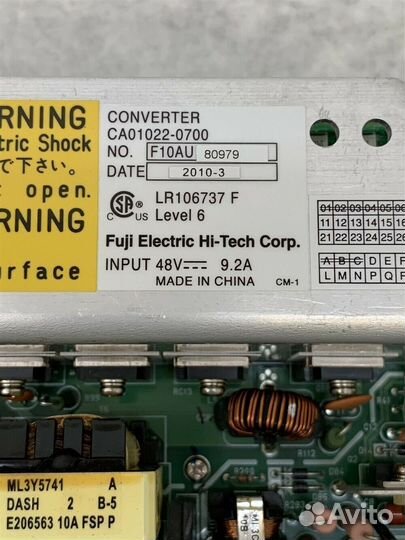 RNING
ctric Shock
で下さい。
t open.
RNING
urface
CONVERTER
CA01022-0700
NO. F10AU 80979
DATE 2010-3
LR106737 F
Level 6
C US
Fuji Electric Hi-Tech Corp.
INPUT 48V 9.2A
MADE IN CHINA CM-1
01 02 03 04 05 06
11 12 13 14 15 16
21 22 23 24 25 26
A B C D E F
L M N P Q
ML3Y5741 A
DASH 2 B-5
E206563 10A FSP P
R112
Avito